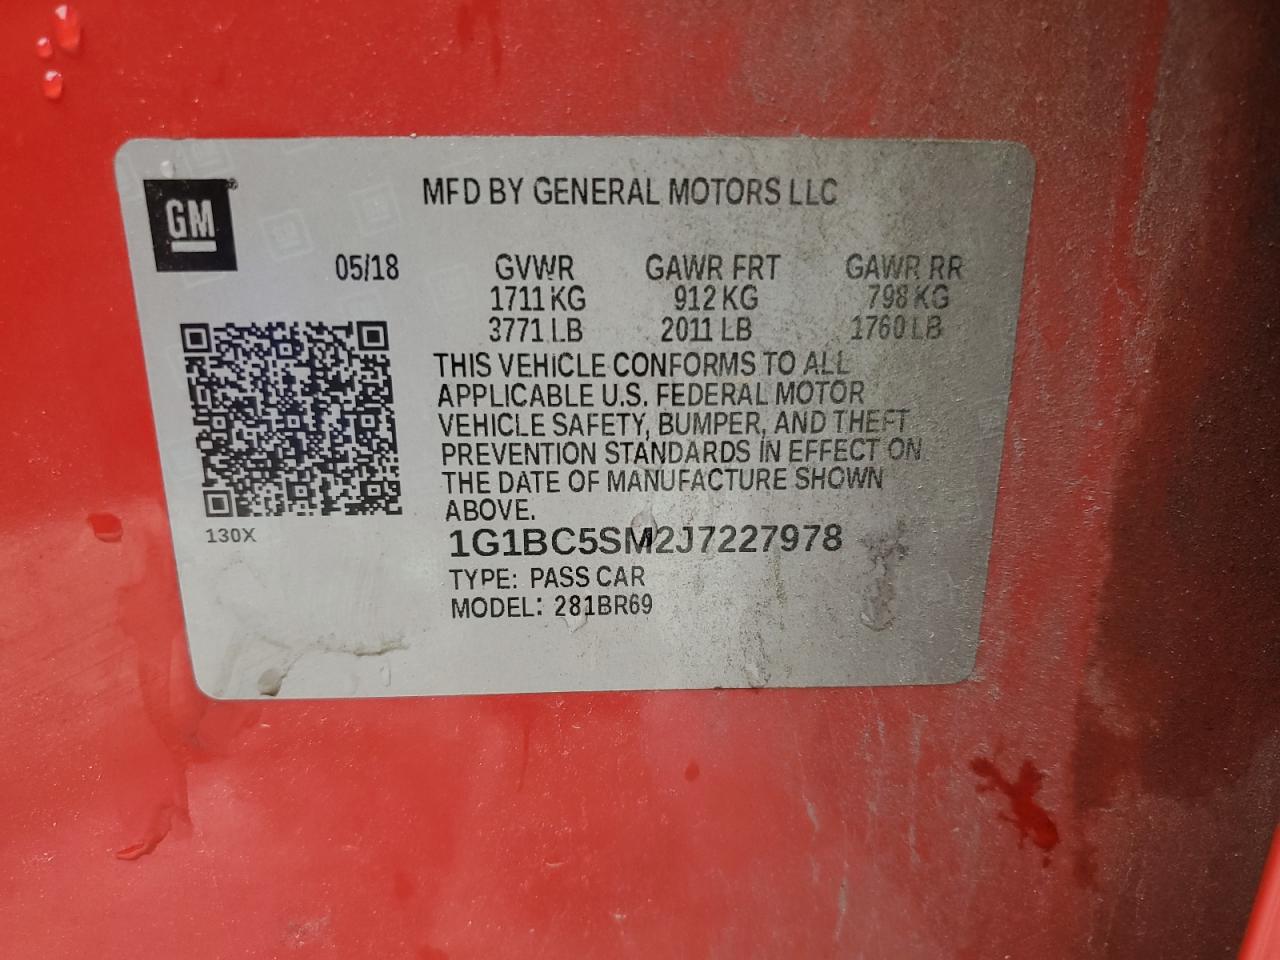 GM
MFD BY GENERAL MOTORS LLC
05/18 GVWR GAWR FRT GAWR RR
1711 KG 912 KG 798 KG
3771 LB 2011 LB 1760 LB
THIS VEHICLE CONFORMS TO ALL
APPLICABLE U.S. FEDERAL MOTOR
VEHICLE SAFETY, BUMPER, AND THEFT
PREVENTION STANDARDS IN EFFECT ON
THE DATE OF MANUFACTURE SHOWN
ABOVE.
130X
1G1BC5SM2J7227978
TYPE: PASS CAR
MODEL: 281BR69